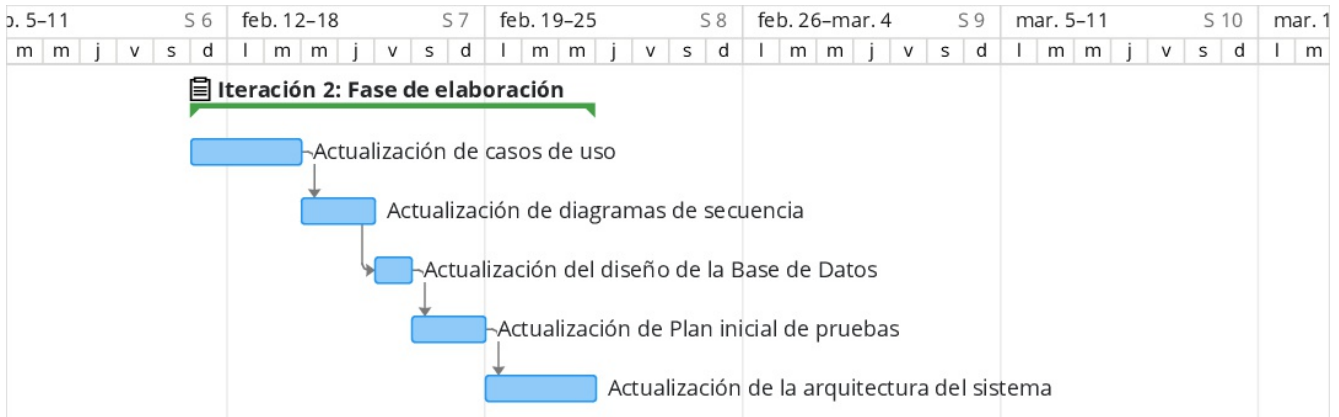 o. 5–11 S 6 feb. 12–18 S 7 feb. 19–25 S 8 feb. 26–mar. 4 S 9 mar. 5–11 S 10 mar. 1
m m j v s d l m m j v s d l m m j v s d l m m j v s d l m m j v s d l m
Iteración 2: Fase de elaboración
Actualización de casos de uso
Actualización de diagramas de secuencia
Actualización del diseño de la Base de Datos
Actualización de Plan inicial de pruebas
Actualización de la arquitectura del sistema